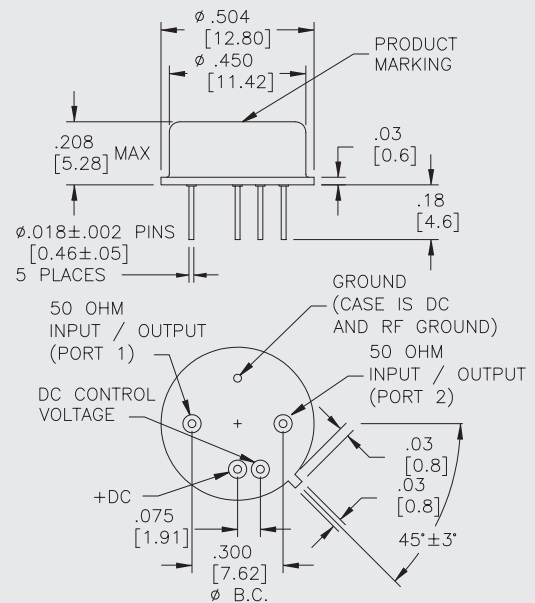 ø .504
[12.80]
ø .450
[11.42]
PRODUCT
MARKING
.208
[5.28] MAX
.03
[0.6]
.18
[4.6]
ø.018±.002 PINS
[0.46±.05]
5 PLACES
GROUND
(CASE IS DC
AND RF GROUND)
50 OHM
INPUT / OUTPUT
(PORT 1)
50 OHM
INPUT / OUTPUT
(PORT 2)
DC CONTROL
VOLTAGE
+DC
.03
[0.8]
.03
[0.8]
45°±3°
.075
[1.91]
.300
[7.62]
ø B.C.